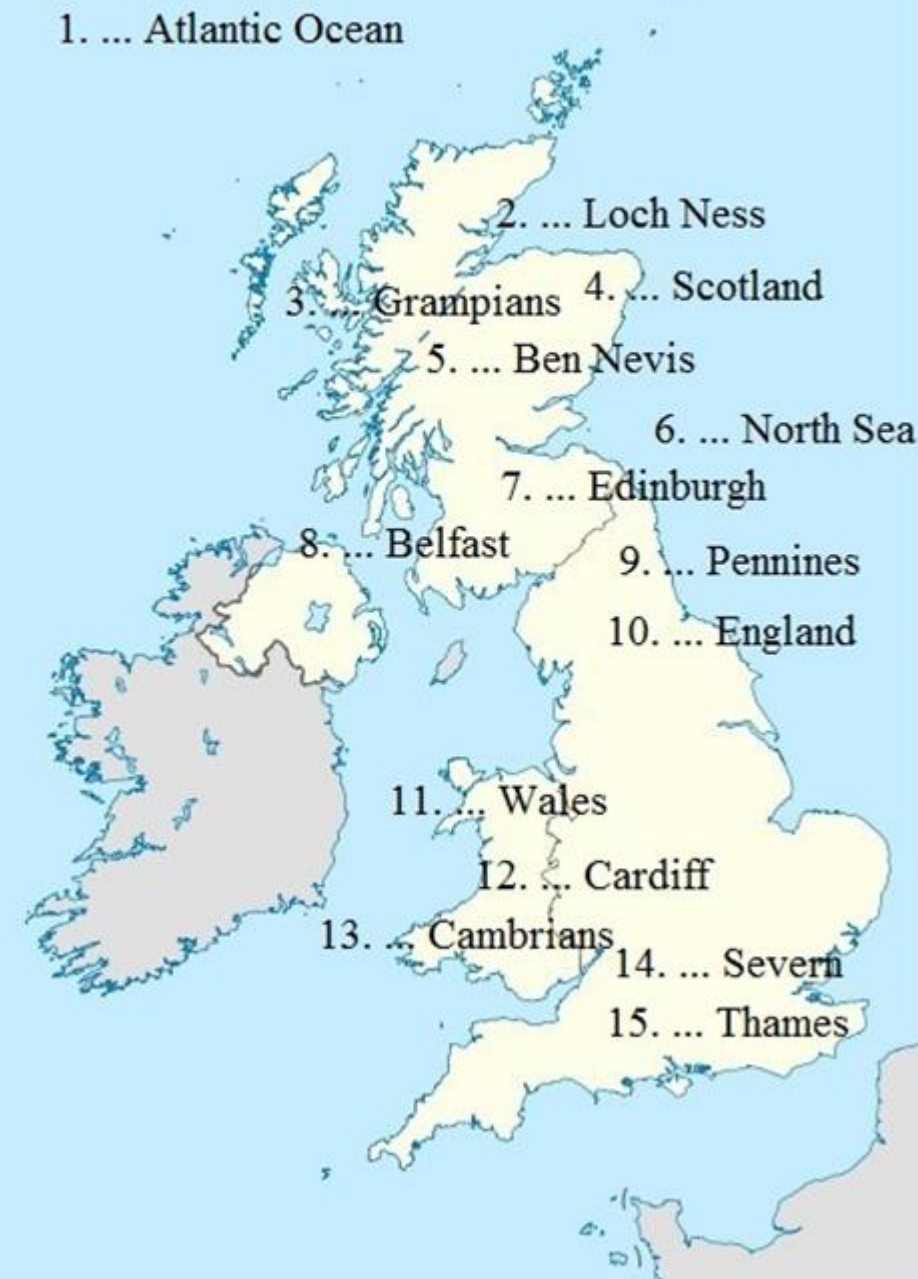 1. ... Atlantic Ocean
2. ... Loch Ness
3. ... Grampians
4. ... Scotland
5. ... Ben Nevis
6. ... North Sea
7. ... Edinburgh
8. ... Belfast
9. ... Pennines
10. ... England
11. ... Wales
12. ... Cardiff
13. ... Cambrians
14. ... Severn
15. ... Thames